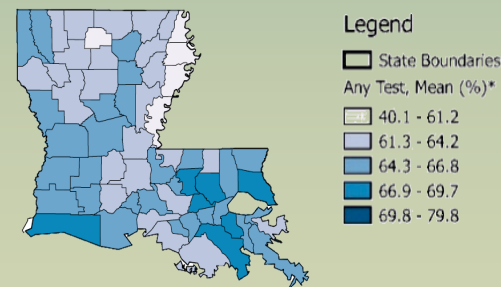 Legend
State Boundaries
Any Test, Mean (%)*
40.1 - 61.2
61.3 - 64.2
64.3 - 66.8
66.9 - 69.7
69.8 - 79.8